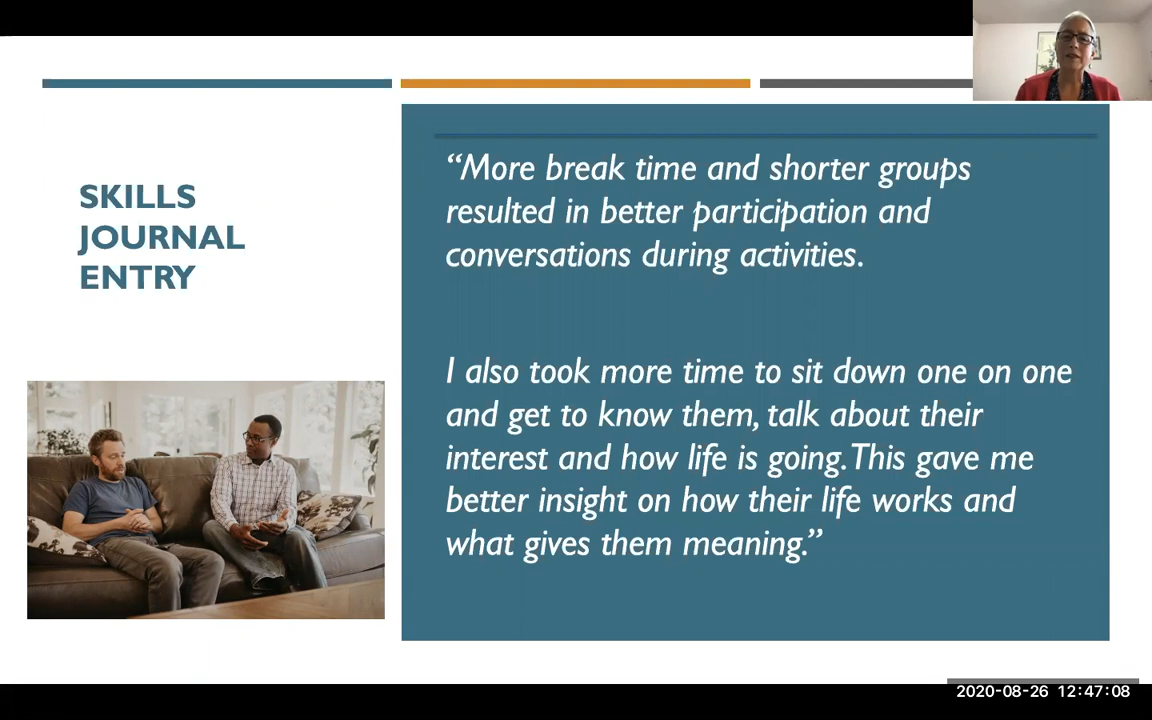 SKILLS
JOURNAL
ENTRY
“More break time and shorter groups
resulted in better participation and
conversations during activities.
I also took more time to sit down one on one
and get to know them, talk about their
interest and how life is going. This gave me
better insight on how their life works and
what gives them meaning.”
2020-08-26 12:47:08